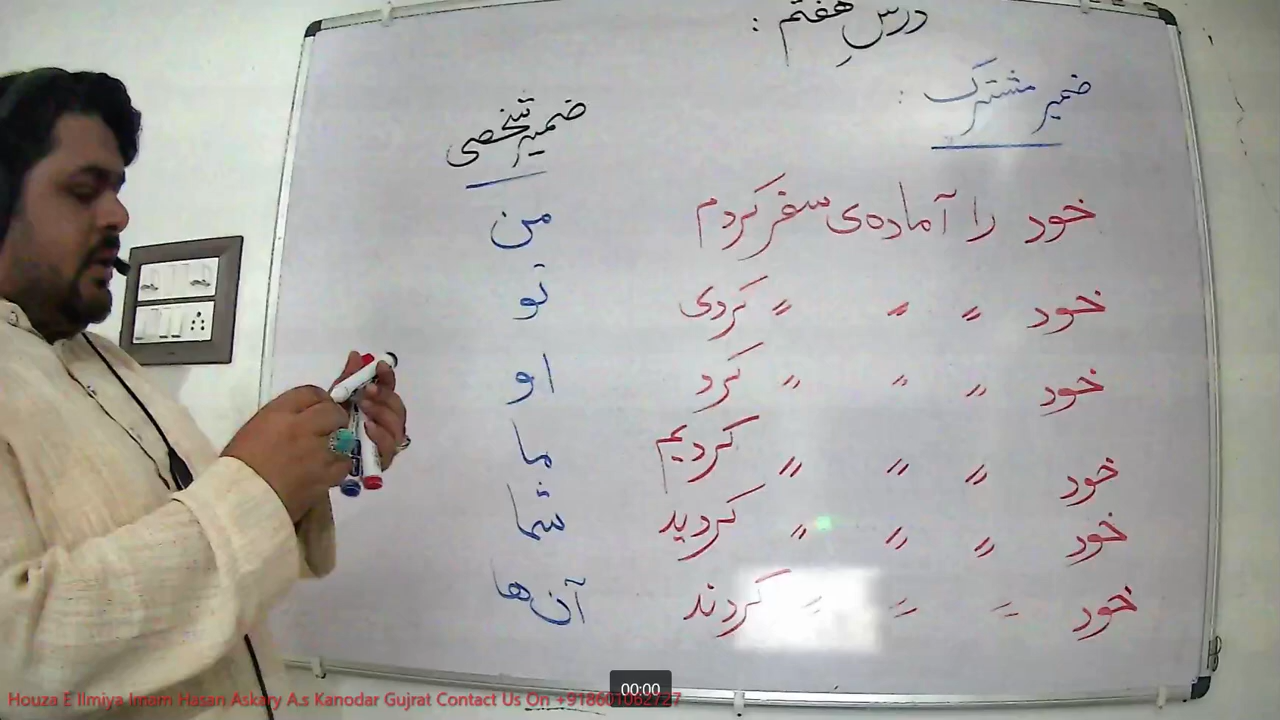 درسِ هفتم :
ضمیر مشترک :
ضمیر شخصی
خود را آماده‌ی سفر کردم من
خود " " " کردی تو
خود " " " کرد او
خود " " " کردیم ما
خود " " " کردید شما
خود " " " کردند آن‌ها
00:00
Houza E Ilmiya Imam Hasan Askary A.s Kanodar Gujrat Contact Us On +918601062727